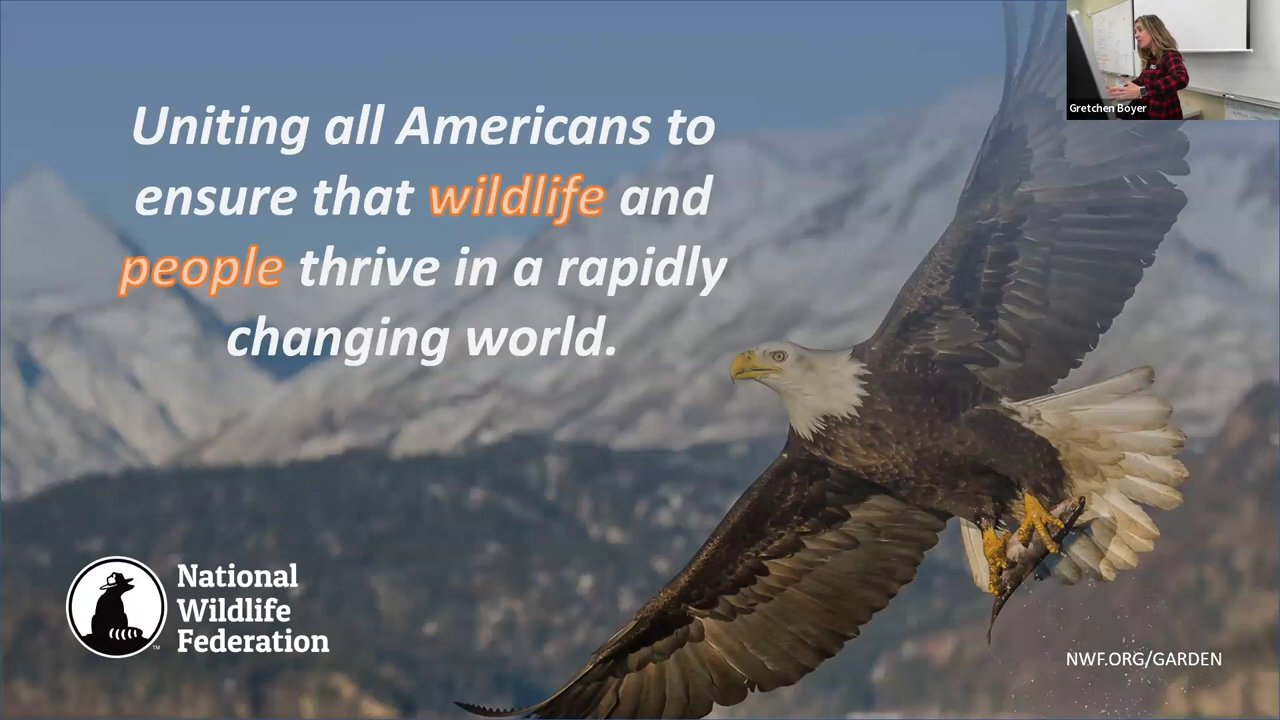 Gretchen Boyer
Uniting all Americans to
ensure that wildlife and
people thrive in a rapidly
changing world.
National
Wildlife
Federation
TM
NWF.ORG/GARDEN